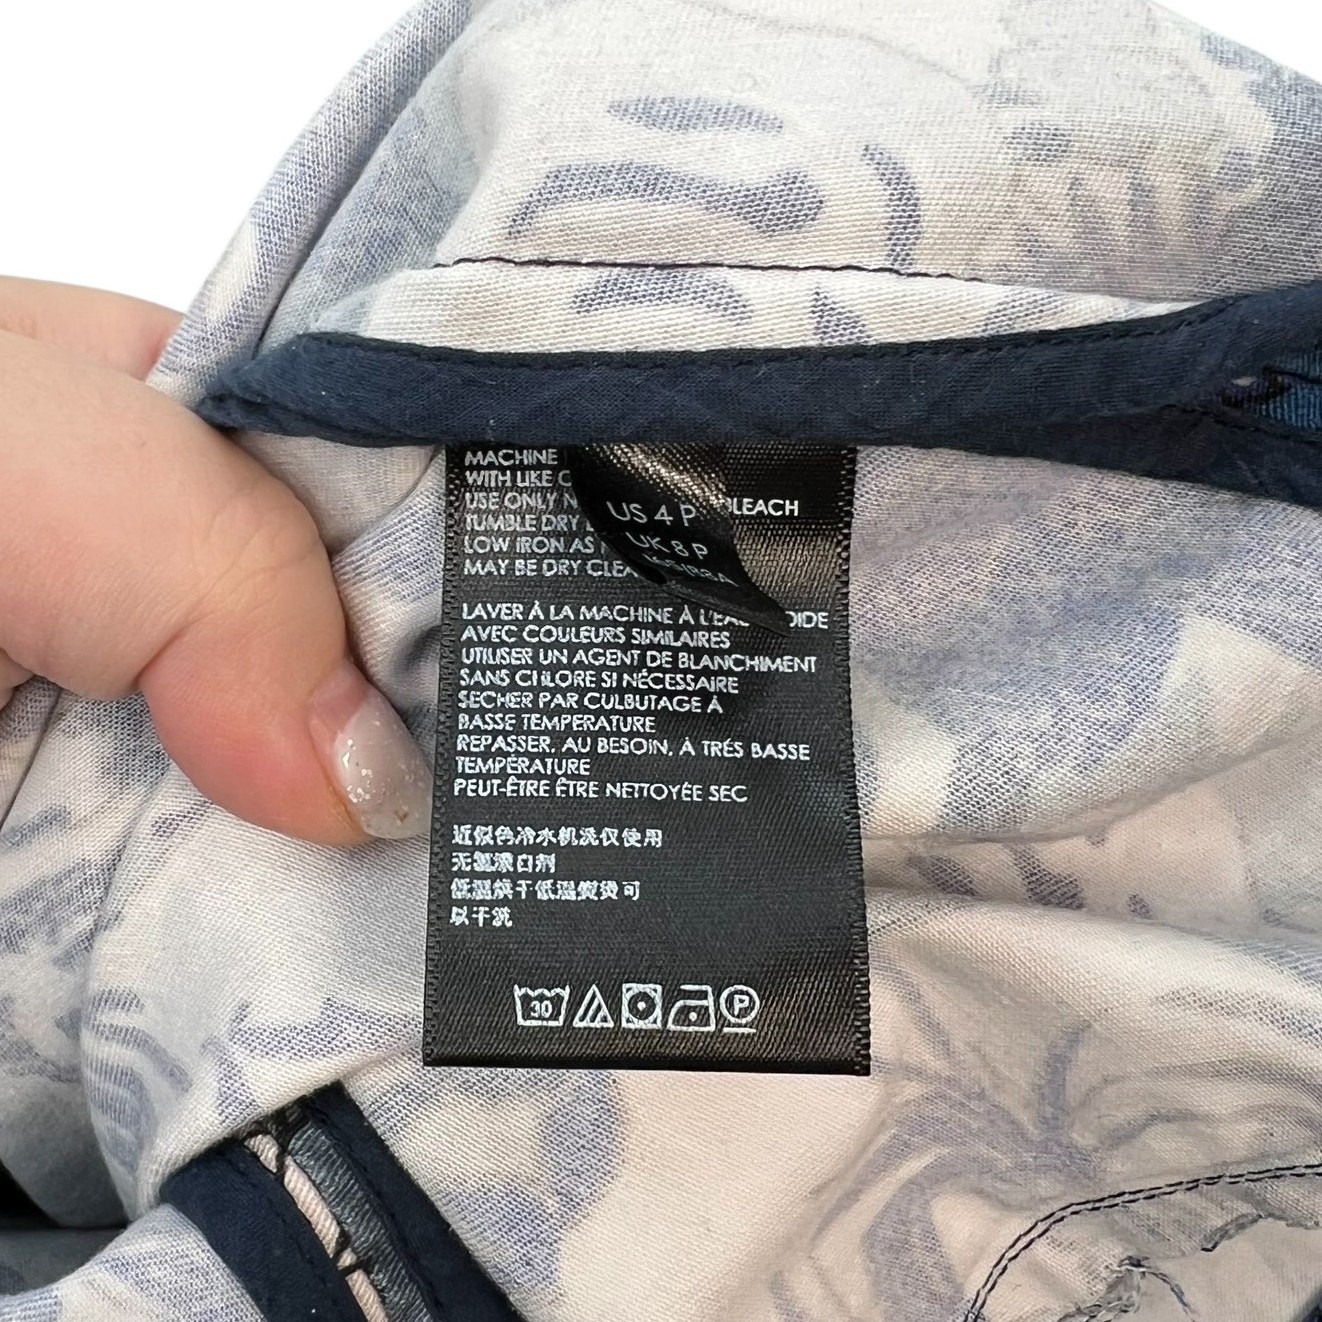 MACHINE
WITH LIKE C
USE ONLY N BLEACH
TUMBLE DRY
LOW IRON AS
MAY BE DRY CLEA
US 4 P
UK 8 P
LAVER À LA MACHINE À L'EAU OIDE
AVEC COULEURS SIMILAIRES
UTILISER UN AGENT DE BLANCHIMENT
SANS CHLORE SI NÉCESSAIRE
SECHER PAR CULBUTAGE À
BASSE TEMPERATURE
REPASSER, AU BESOIN, À TRÉS BASSE
TEMPÉRATURE
PEUT-ÊTRE ÊTRE NETTOYÉE SEC
近似色冷水机洗仅使用
无氯漂白剂
低温烘干低温熨烫可
以干洗
30 P